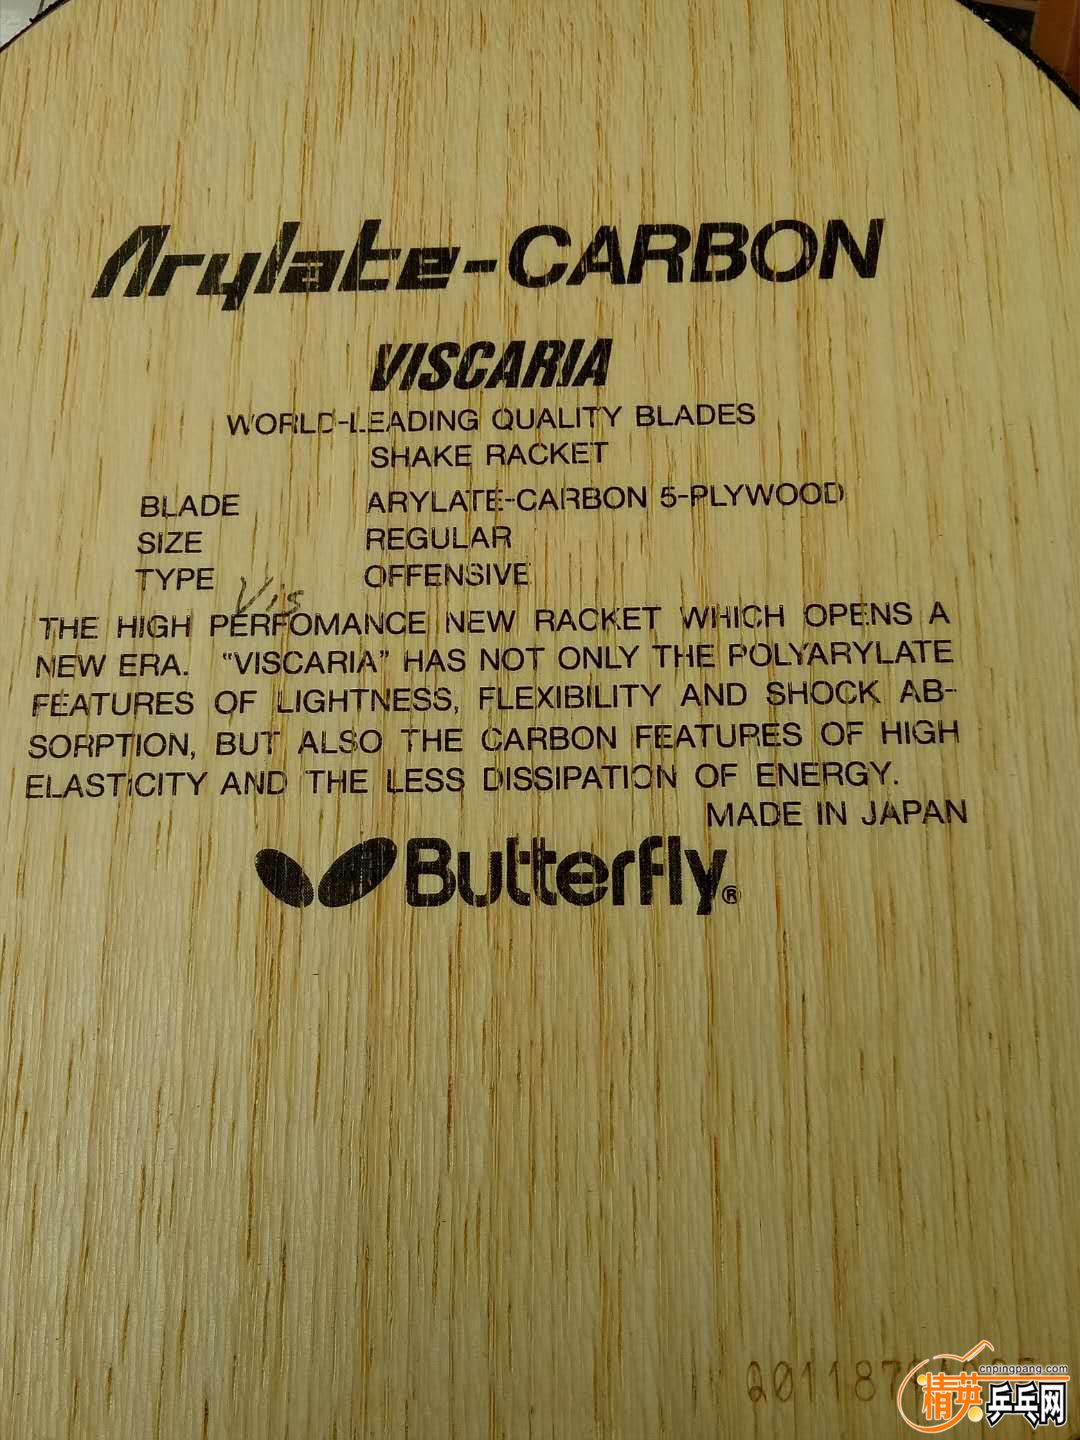 Arylate-CARBON
VISCARIA
WORLD-LEADING QUALITY BLADES
SHAKE RACKET
BLADE ARYLATE-CARBON 5-PLYWOOD
SIZE REGULAR
TYPE OFFENSIVE
Vis
THE HIGH PERFOMANCE NEW RACKET WHICH OPENS A
NEW ERA. "VISCARIA" HAS NOT ONLY THE POLYARYLATE
FEATURES OF LIGHTNESS, FLEXIBILITY AND SHOCK AB-
SORPTION, BUT ALSO THE CARBON FEATURES OF HIGH
ELASTICITY AND THE LESS DISSIPATION OF ENERGY.
MADE IN JAPAN
Butterfly®
cnpingpang.com
精英乒乓网